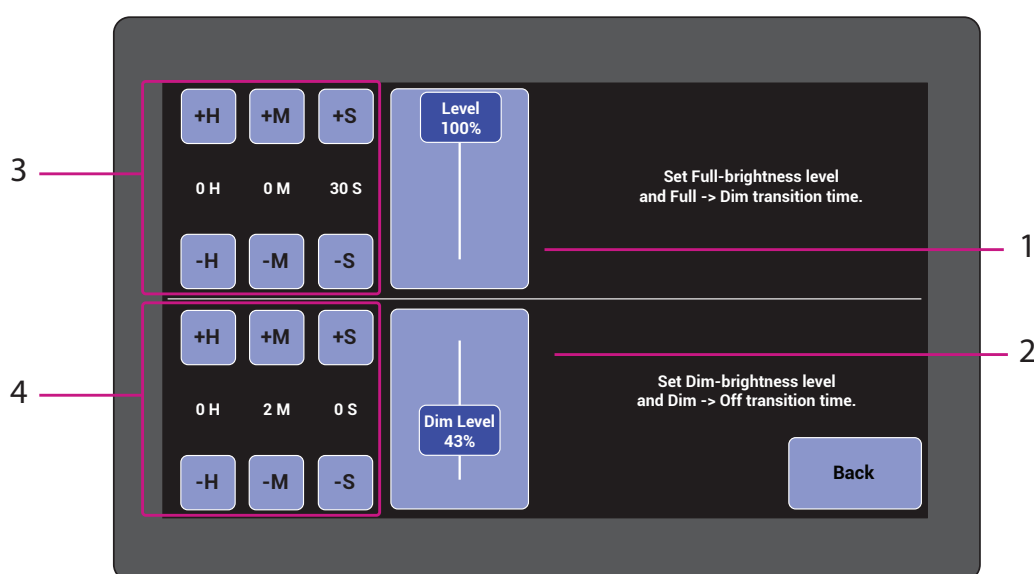 +H +M +S
0 H 0 M 30 S
-H -M -S
Level
100%
Set Full-brightness level
and Full -> Dim transition time.
3
1
+H +M +S
0 H 2 M 0 S
-H -M -S
Dim Level
43%
Set Dim-brightness level
and Dim -> Off transition time.
Back
4
2